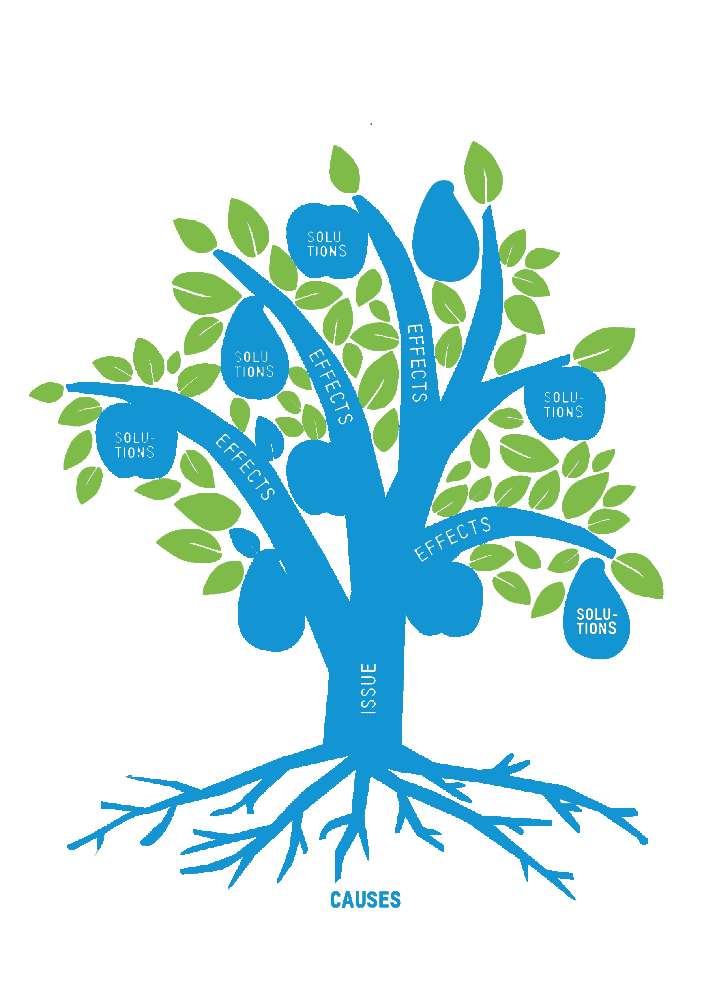 SOLU-
TIONS
EFFECTS
SOLU-
TIONS
EFFECTS
SOLU-
TIONS
SOLU-
TIONS
EFFECTS
EFFECTS
SOLU-
TIONS
ISSUE
CAUSES